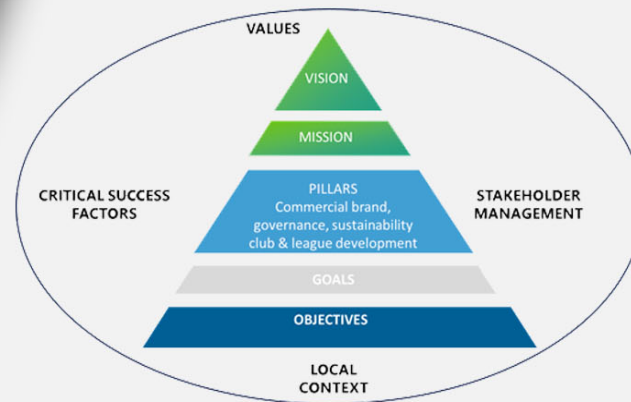 VALUES
VISION
MISSION
CRITICAL SUCCESS
FACTORS
PILLARS
Commercial brand,
governance, sustainability
club & league development
STAKEHOLDER
MANAGEMENT
GOALS
OBJECTIVES
LOCAL
CONTEXT